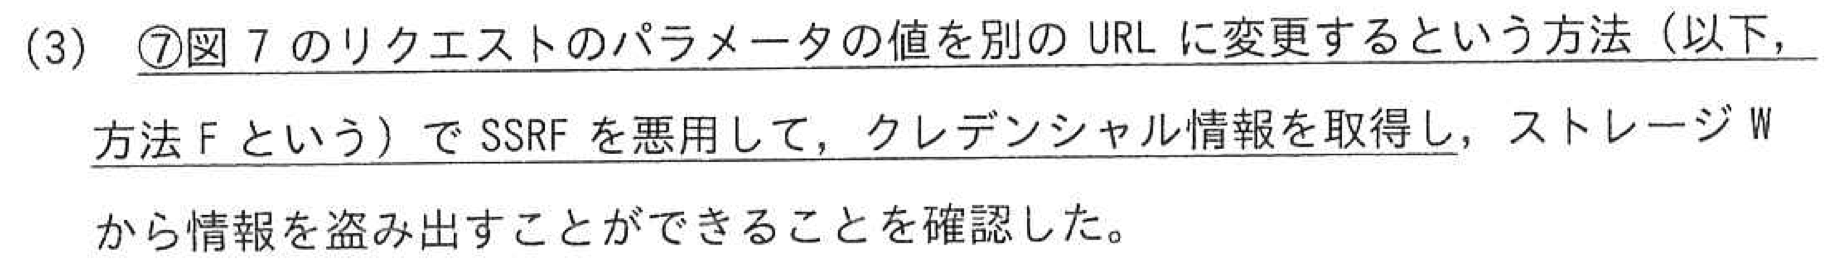 (3) ⑦図 7 のリクエストのパラメータの値を別の URL に変更するという方法（以下，
方法 F という）で SSRF を悪用して，クレデンシャル情報を取得し，ストレージ W
から情報を盗み出すことができることを確認した。